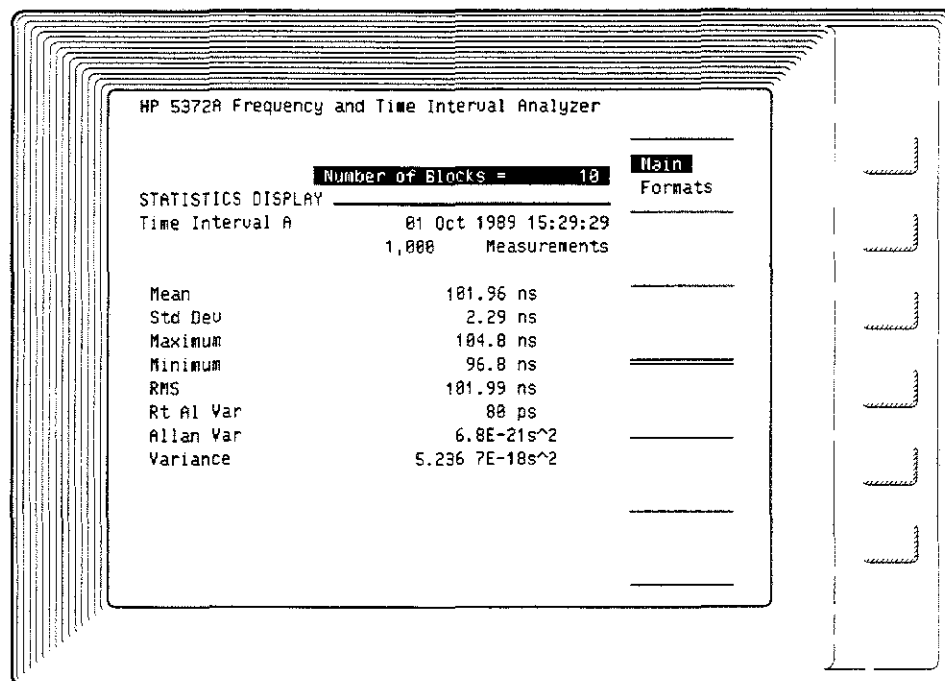 HP 5372A Frequency and Time Interval Analyzer
Number of Blocks = 10
Main
Formats
STATISTICS DISPLAY
Time Interval A 01 Oct 1989 15:29:29
1,000 Measurements
Mean 101.96 ns
Std Dev 2.29 ns
Maximum 104.8 ns
Minimum 96.8 ns
RMS 101.99 ns
Rt Al Var 80 ps
Allan Var 6.8E-21s^2
Variance 5.236 7E-18s^2